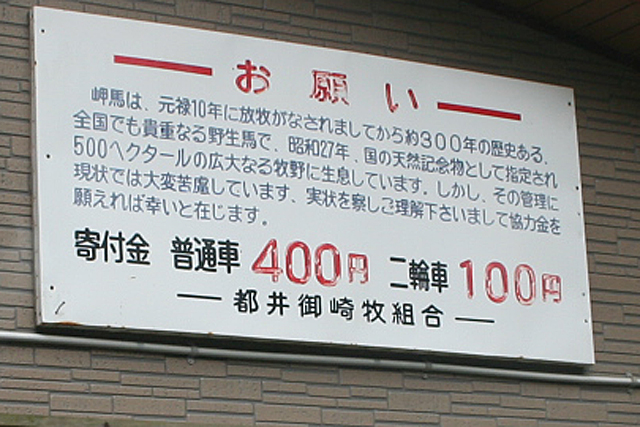 お願い
岬馬は、元禄10年に放牧がなされましてから約300年の歴史ある、
全国でも貴重なる野生馬で、昭和27年、国の天然記念物として指定され
500ヘクタールの広大なる牧野に生息しています。しかし、その管理に
現状では大変苦慮しています、実状を察しご理解下さいまして協力金を
願えれば幸いと在じます。
寄付金 普通車 400円 二輪車 100円
― 都井御崎牧組合 ―